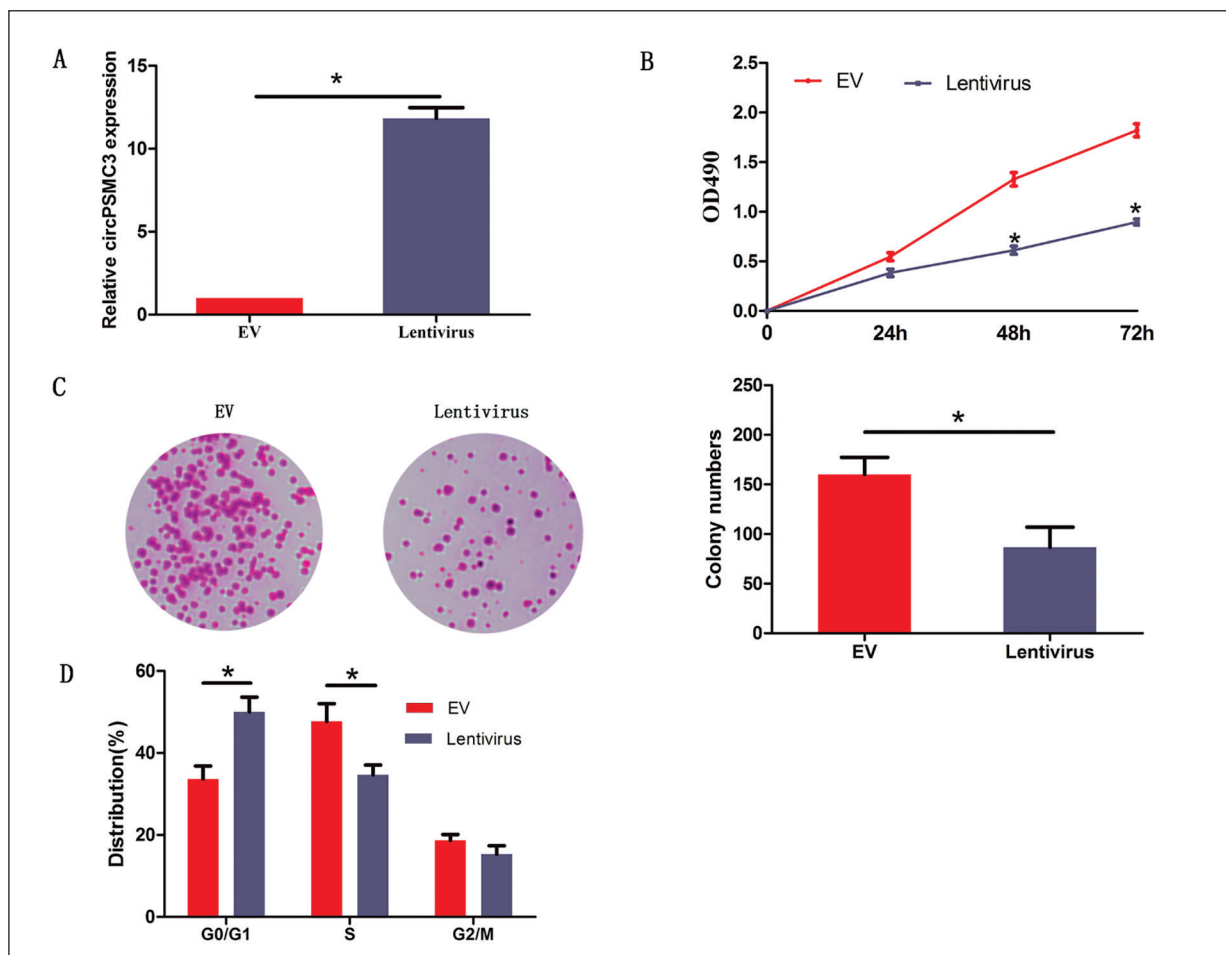 A
Relative circPSMC3 expression
15
10
5
0
*
EV
Lentivirus
B
EV
Lentivirus
OD490
2.5
2.0
1.5
1.0
0.5
0.0
*
*
0 24h 48h 72h
C
EV
Lentivirus
Colony numbers
250
200
150
100
50
0
*
EV
Lentivirus
D
Distribution(%)
60
40
20
0
*
*
EV
Lentivirus
G0/G1 S G2/M